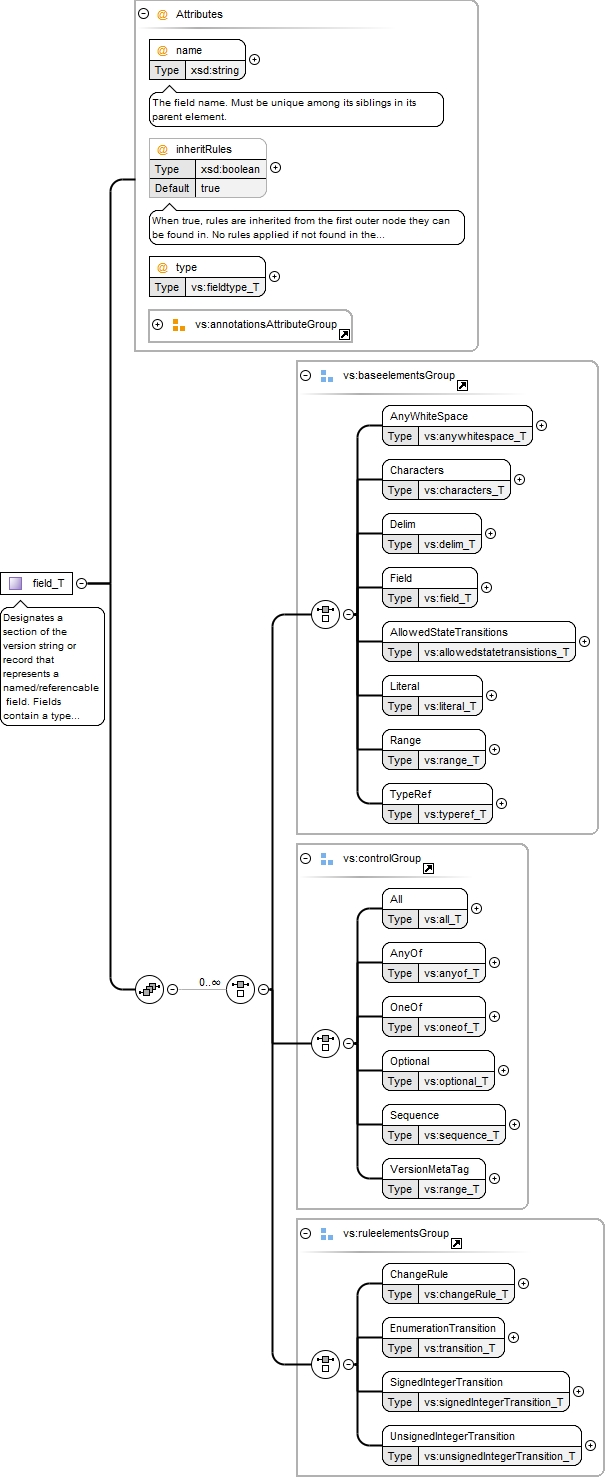 Attributes
@ name
Type xsd:string
The field name. Must be unique among its siblings in its
parent element.
@ inheritRules
Type xsd:boolean
Default true
When true, rules are inherited from the first outer node they can
be found in. No rules applied if not found in the...
@ type
Type vs:fieldtype_T
vs:annotationsAttributeGroup
field_T
Designates a
section of the
version string or
record that
represents a
named/referencable
field. Fields
contain a type...
0..∞
vs:baseelementsGroup
AnyWhiteSpace
Type vs:anywhitespace_T
Characters
Type vs:characters_T
Delim
Type vs:delim_T
Field
Type vs:field_T
AllowedStateTransitions
Type vs:allowedstatetransistions_T
Literal
Type vs:literal_T
Range
Type vs:range_T
TypeRef
Type vs:typeref_T
vs:controlGroup
All
Type vs:all_T
AnyOf
Type vs:anyof_T
OneOf
Type vs:oneof_T
Optional
Type vs:optional_T
Sequence
Type vs:sequence_T
VersionMetaTag
Type vs:range_T
vs:ruleelementsGroup
ChangeRule
Type vs:changeRule_T
EnumerationTransition
Type vs:transition_T
SignedIntegerTransition
Type vs:signedIntegerTransition_T
UnsignedIntegerTransition
Type vs:unsignedIntegerTransition_T